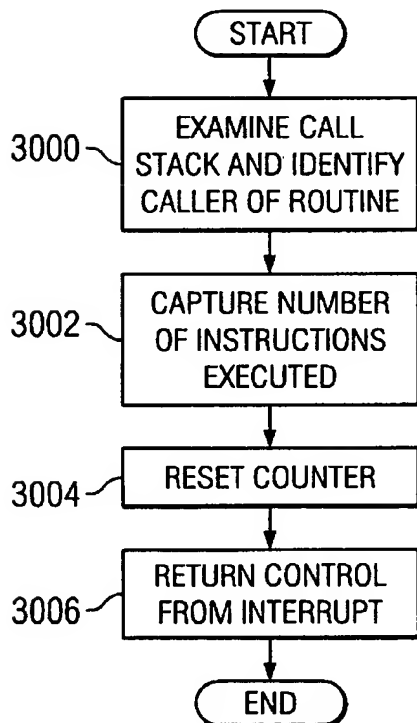 START
3000
EXAMINE CALL
STACK AND IDENTIFY
CALLER OF ROUTINE
3002
CAPTURE NUMBER
OF INSTRUCTIONS
EXECUTED
3004
RESET COUNTER
3006
RETURN CONTROL
FROM INTERRUPT
END